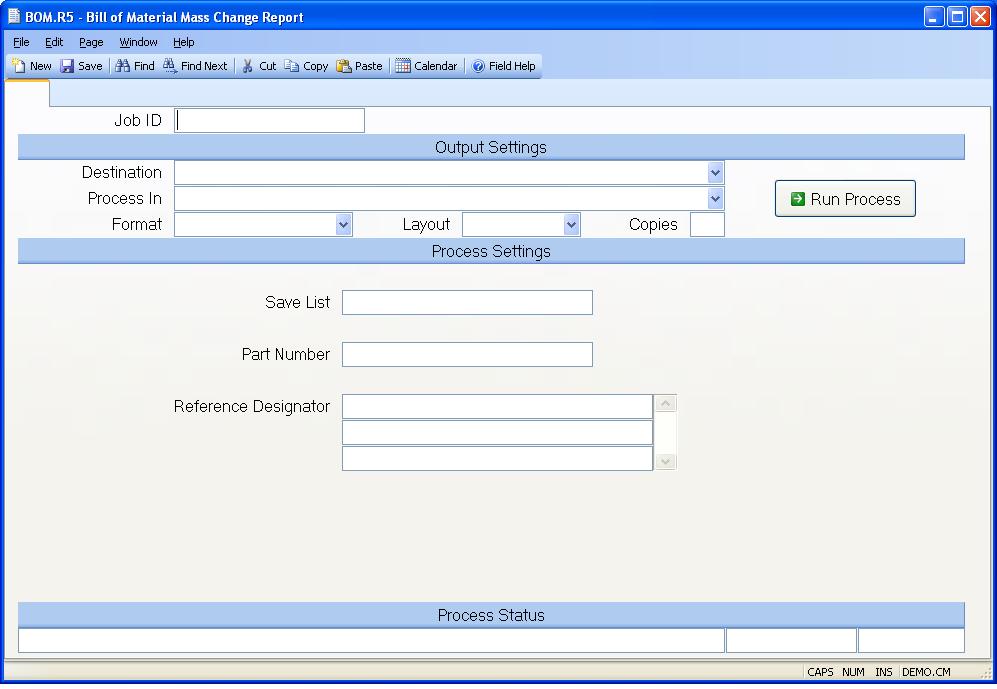 BOM.R5 - Bill of Material Mass Change Report
File Edit Page Window Help
New Save Find Find Next Cut Copy Paste Calendar Field Help
Job ID
Output Settings
Destination
Process In
Run Process
Format Layout Copies
Process Settings
Save List
Part Number
Reference Designator
Process Status
CAPS NUM INS DEMO.CM